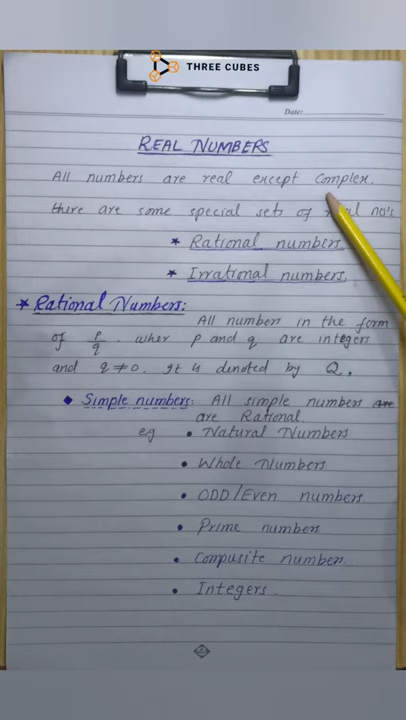 THREE CUBES
Date:
REAL NUMBERS
All numbers are real except Complex.
there are some special sets of real no's
* Rational numbers.
* Irrational numbers.
* Rational Numbers:
All numbers in the form
of p/q . wher p and q are integers
and q ≠ 0. It is denoted by Q.
• Simple numbers: All simple numbers are
are Rational.
eg • Natural Numbers
• Whole Numbers
• ODD/Even numbers
• Prime numbers
• Composite numbers.
• Integers.